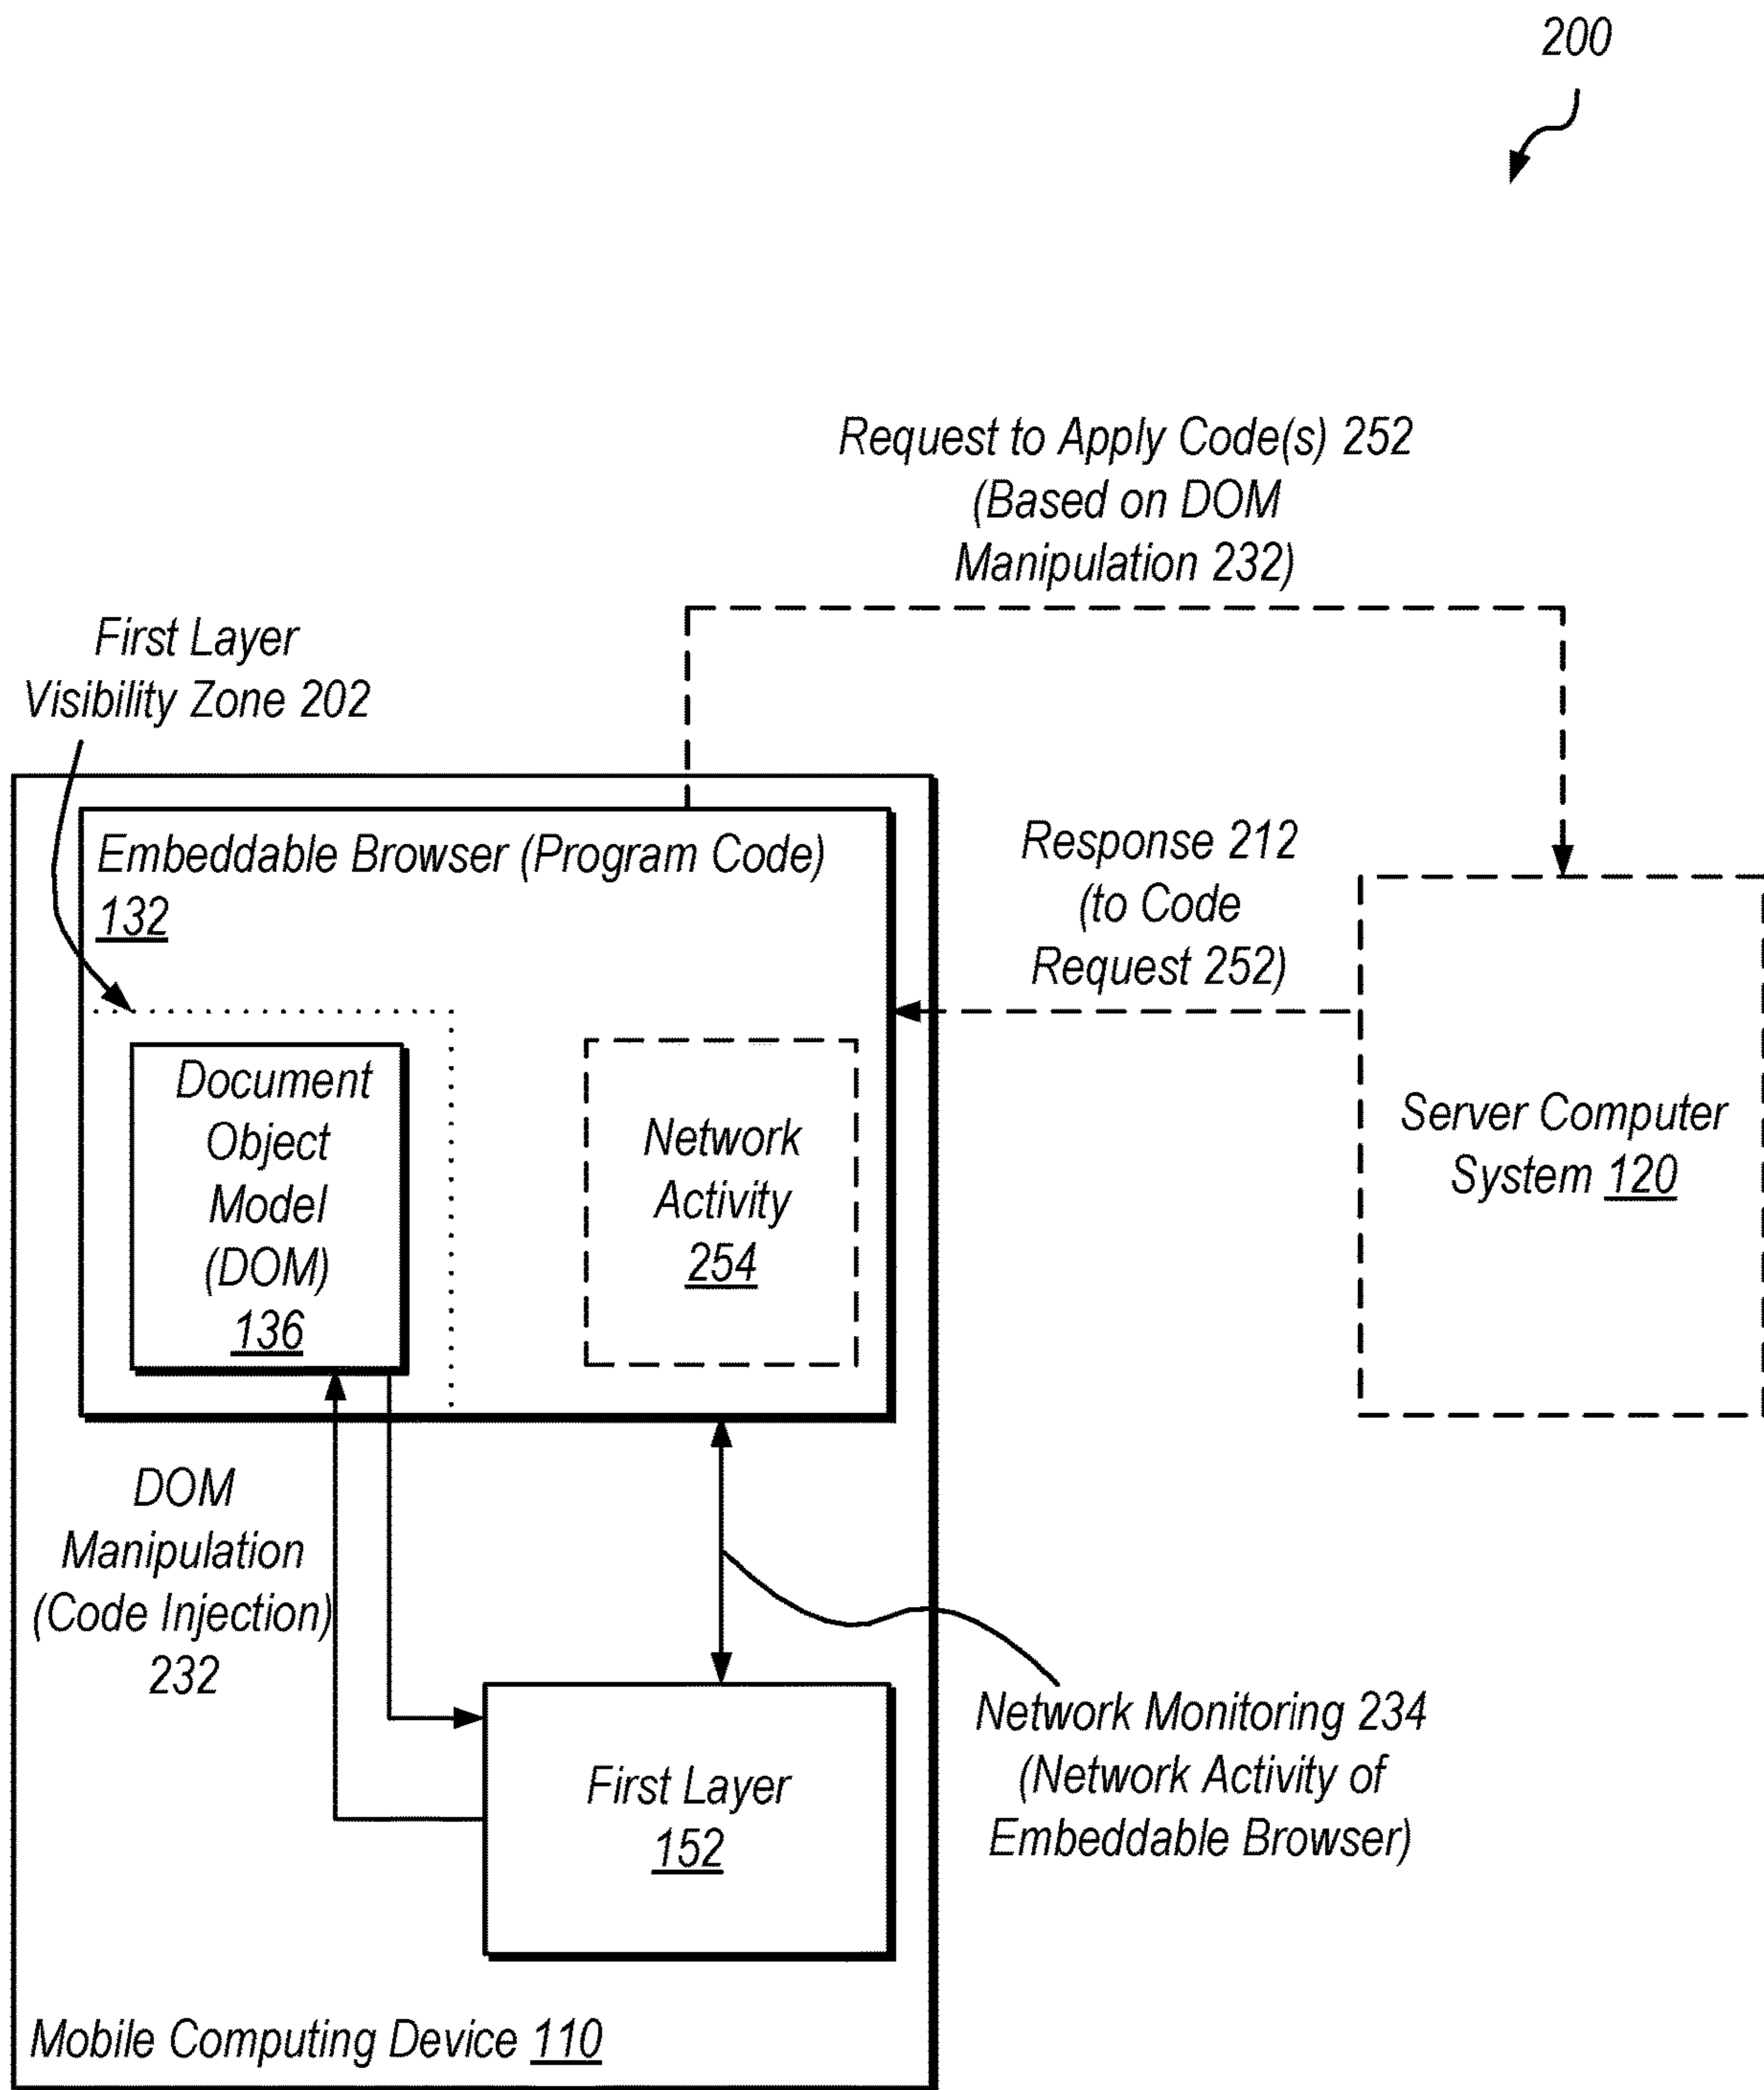 200
Request to Apply Code(s) 252
(Based on DOM
Manipulation 232)
First Layer
Visibility Zone 202
Embeddable Browser (Program Code)
132
Response 212
(to Code
Request 252)
Document
Object
Model
(DOM)
136
Network
Activity
254
Server Computer
System 120
DOM
Manipulation
(Code Injection)
232
First Layer
152
Network Monitoring 234
(Network Activity of
Embeddable Browser)
Mobile Computing Device 110